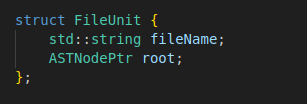 struct FileUnit {
    std::string fileName;
    ASTNodePtr root;
};